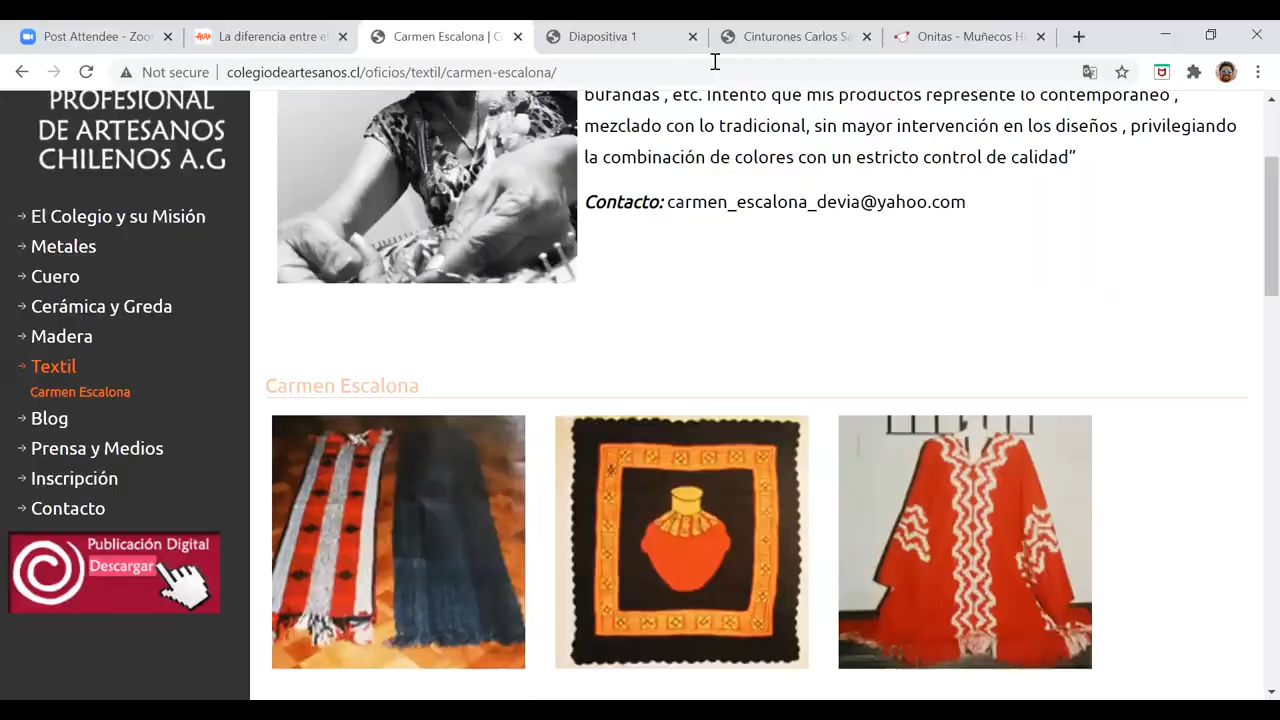 Post Attendee - Zoo
La diferencia entre e
Carmen Escalona | C
Diapositiva 1
Cinturones Carlos Sa
Onitas - Muñecos H
Not secure
colegiodeartesanos.cl/oficios/textil/carmen-escalona/
PROFESIONAL
DE ARTESANOS
CHILENOS A.G
El Colegio y su Misión
Metales
Cuero
Cerámica y Greda
Madera
Textil
Carmen Escalona
Blog
Prensa y Medios
Inscripción
Contacto
Publicación Digital
Descargar
bufandas , etc. Intento que mis productos represente lo contemporaneo ,
mezclado con lo tradicional, sin mayor intervención en los diseños , privilegiando
la combinación de colores con un estricto control de calidad”
Contacto: carmen_escalona_devia@yahoo.com
Carmen Escalona